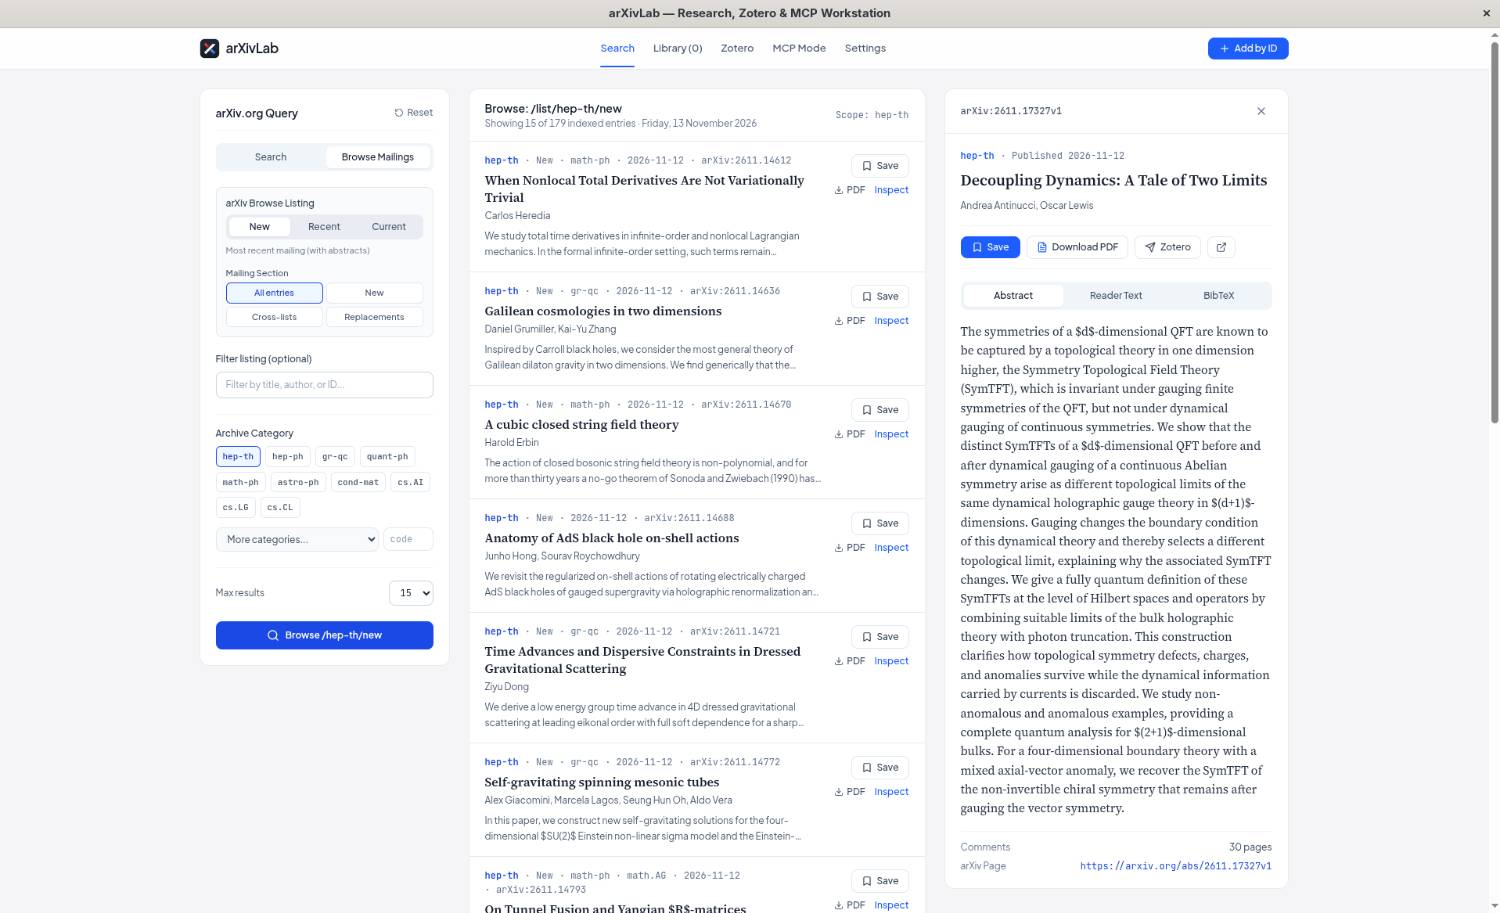 arXivLab — Research, Zotero & MCP Workstation
arXivLab
Search
Library (0)
Zotero
MCP Mode
Settings
+ Add by ID
arXiv.org Query
Reset
Search
Browse Mailings
arXiv Browse Listing
New
Recent
Current
Most recent mailing (with abstracts)
Mailing Section
All entries
New
Cross-lists
Replacements
Filter listing (optional)
Filter by title, author, or ID...
Archive Category
hep-th
hep-ph
gr-qc
quant-ph
math-ph
astro-ph
cond-mat
cs.AI
cs.LG
cs.CL
More categories...
code
Max results
15
Browse /hep-th/new
Browse: /list/hep-th/new
Showing 15 of 179 indexed entries · Friday, 13 November 2026
Scope: hep-th
hep-th · New · math-ph · 2026-11-12 · arXiv:2611.14612
Save
When Nonlocal Total Derivatives Are Not Variationally
Trivial
PDF
Inspect
Carlos Heredia
We study total time derivatives in infinite-order and nonlocal Lagrangian
mechanics. In the formal infinite-order setting, such terms remain...
hep-th · New · gr-qc · 2026-11-12 · arXiv:2611.14636
Save
Galilean cosmologies in two dimensions
PDF
Inspect
Daniel Grumiller, Kai-Yu Zhang
Inspired by Carroll black holes, we consider the most general theory of
Galilean dilaton gravity in two dimensions. We find generically that the...
hep-th · New · math-ph · 2026-11-12 · arXiv:2611.14670
Save
A cubic closed string field theory
PDF
Inspect
Harold Erbin
The action of closed bosonic string field theory is non-polynomial, and for
more than thirty years a no-go theorem of Sonoda and Zwiebach (1990) has...
hep-th · New · 2026-11-12 · arXiv:2611.14688
Save
Anatomy of AdS black hole on-shell actions
PDF
Inspect
Junho Hong, Sourav Roychowdhury
We revisit the regularized on-shell actions of rotating electrically charged
AdS black holes of gauged supergravity via holographic renormalization an...
hep-th · New · gr-qc · 2026-11-12 · arXiv:2611.14721
Save
Time Advances and Dispersive Constraints in Dressed
Gravitational Scattering
PDF
Inspect
Ziyu Dong
We derive a low energy group time advance in 4D dressed gravitational
scattering at leading eikonal order with full soft dependence for a sharp...
hep-th · New · gr-qc · 2026-11-12 · arXiv:2611.14772
Save
Self-gravitating spinning mesonic tubes
PDF
Inspect
Alex Giacomini, Marcela Lagos, Seung Hun Oh, Aldo Vera
In this paper, we construct new self-gravitating solutions for the four-
dimensional $SU(2)$ Einstein non-linear sigma model and the Einstein-...
hep-th · New · math-ph · math.AG · 2026-11-12
· arXiv:2611.14793
Save
On Tunnel Fusion and Yangian $R$-matrices
PDF
Inspect
arXiv:2611.17327v1
hep-th · Published 2026-11-12
Decoupling Dynamics: A Tale of Two Limits
Andrea Antinucci, Oscar Lewis
Save
Download PDF
Zotero
Abstract
Reader Text
BibTeX
The symmetries of a $d$-dimensional QFT are known to
be captured by a topological theory in one dimension
higher, the Symmetry Topological Field Theory
(SymTFT), which is invariant under gauging finite
symmetries of the QFT, but not under dynamical
gauging of continuous symmetries. We show that the
distinct SymTFTs of a $d$-dimensional QFT before and
after dynamical gauging of a continuous Abelian
symmetry arise as different topological limits of the
same dynamical holographic gauge theory in $(d+1)$-
dimensions. Gauging changes the boundary condition
of this dynamical theory and thereby selects a different
topological limit, explaining why the associated SymTFT
changes. We give a fully quantum definition of these
SymTFTs at the level of Hilbert spaces and operators by
combining suitable limits of the bulk holographic
theory with photon truncation. This construction
clarifies how topological symmetry defects, charges,
and anomalies survive while the dynamical information
carried by currents is discarded. We study non-
anomalous and anomalous examples, providing a
complete quantum analysis for $(2+1)$-dimensional
bulks. For a four-dimensional boundary theory with a
mixed axial-vector anomaly, we recover the SymTFT of
the non-invertible chiral symmetry that remains after
gauging the vector symmetry.
Comments
30 pages
arXiv Page
https://arxiv.org/abs/2611.17327v1